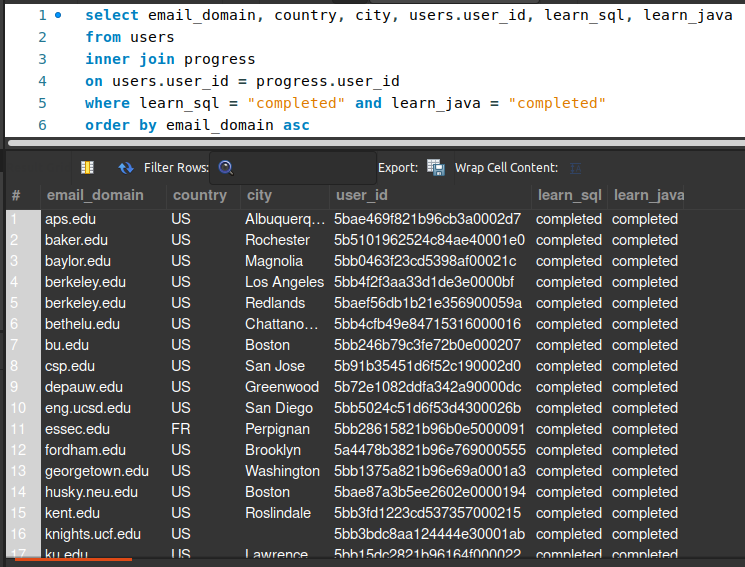 1 select email_domain, country, city, users.user_id, learn_sql, learn_java
2 from users
3 inner join progress
4 on users.user_id = progress.user_id
5 where learn_sql = "completed" and learn_java = "completed"
6 order by email_domain asc
Filter Rows: Export: Wrap Cell Content:
# email_domain country city user_id learn_sql learn_java
1 aps.edu US Albuquerq... 5bae469f821b96cb3a0002d7 completed completed
2 baker.edu US Rochester 5b5101962524c84ae40001e0 completed completed
3 baylor.edu US Magnolia 5bb0463f23cd5398af00021c completed completed
4 berkeley.edu US Los Angeles 5bb4f2f3aa33d1de3e0000bf completed completed
5 berkeley.edu US Redlands 5baef56db1b21e356900059a completed completed
6 bethelu.edu US Chattano... 5bb4cfb49e84715316000016 completed completed
7 bu.edu US Boston 5bb246b79c3fe72b0e000207 completed completed
8 csp.edu US San Jose 5b91b35451d6f52c190002d0 completed completed
9 depauw.edu US Greenwood 5b72e1082ddfa342a90000dc completed completed
10 eng.ucsd.edu US San Diego 5bb5024c51d6f53d4300026b completed completed
11 essec.edu FR Perpignan 5bb28615821b96b0e5000091 completed completed
12 fordham.edu US Brooklyn 5a4478b3821b96e769000555 completed completed
13 georgetown.edu US Washington 5bb1375a821b96e69a0001a3 completed completed
14 husky.neu.edu US Boston 5bae87a3b5ee2602e0000194 completed completed
15 kent.edu US Roslindale 5bb3fd1223cd537357000215 completed completed
16 knights.ucf.edu US 5bb3bdc8aa124444e30001ab completed completed
17 ku.edu US Lawrence 5bb15dc2821b96164f000022 completed completed